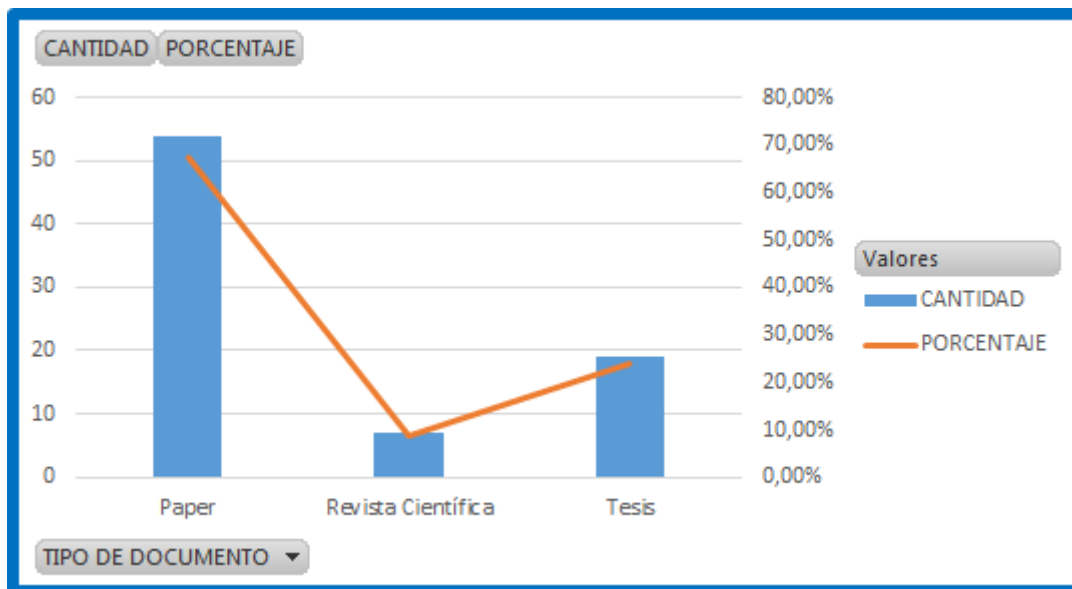 CANTIDAD PORCENTAJE
60
50
40
30
20
10
0
80,00%
70,00%
60,00%
50,00%
40,00%
30,00%
20,00%
10,00%
0,00%
Paper Revista Científica Tesis
Valores
CANTIDAD
PORCENTAJE
TIPO DE DOCUMENTO